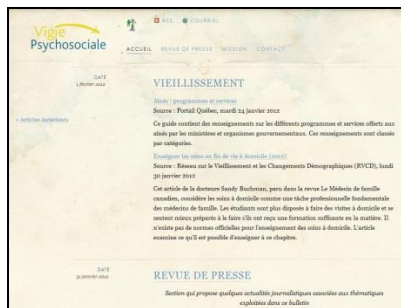 Vigie
Psychosociale
RSS
COURRIEL
ACCUEIL
REVUE DE PRESSE
MISSION
CONTACT
DATE
1 février 2012
« Articles Antérieurs
VIEILLISSEMENT
Aînés : programmes et services
Source : Portail Québec, mardi 24 janvier 2012
Ce guide contient des renseignements sur les différents programmes et services offerts aux
aînés par les ministères et organismes gouvernementaux. Ces renseignements sont classés
par catégories.
Enseigner les soins en fin de vie à domicile (2012)
Source : Réseau sur le Vieillissement et les Changements Démographiques (RVCD), lundi
30 janvier 2012
Cet article de la docteure Sandy Buchman, paru dans la revue Le Médecin de famille
canadien, considère les soins à domicile comme une tâche professionnelle fondamentale
des médecins de famille. Les étudiants sont plus disposés à faire des visites à domicile et se
sentent mieux préparés à le faire s'ils ont reçu une formation suffisante en la matière. Il
n'existe pas de normes officielles pour l'enseignement des soins à domicile. L'article
examine ce qu'il est possible d'enseigner à ce chapitre.
DATE
31 janvier 2012
REVUE DE PRESSE
Section qui propose quelques actualités journalistiques associées aux thématiques
exploitées dans ce bulletin